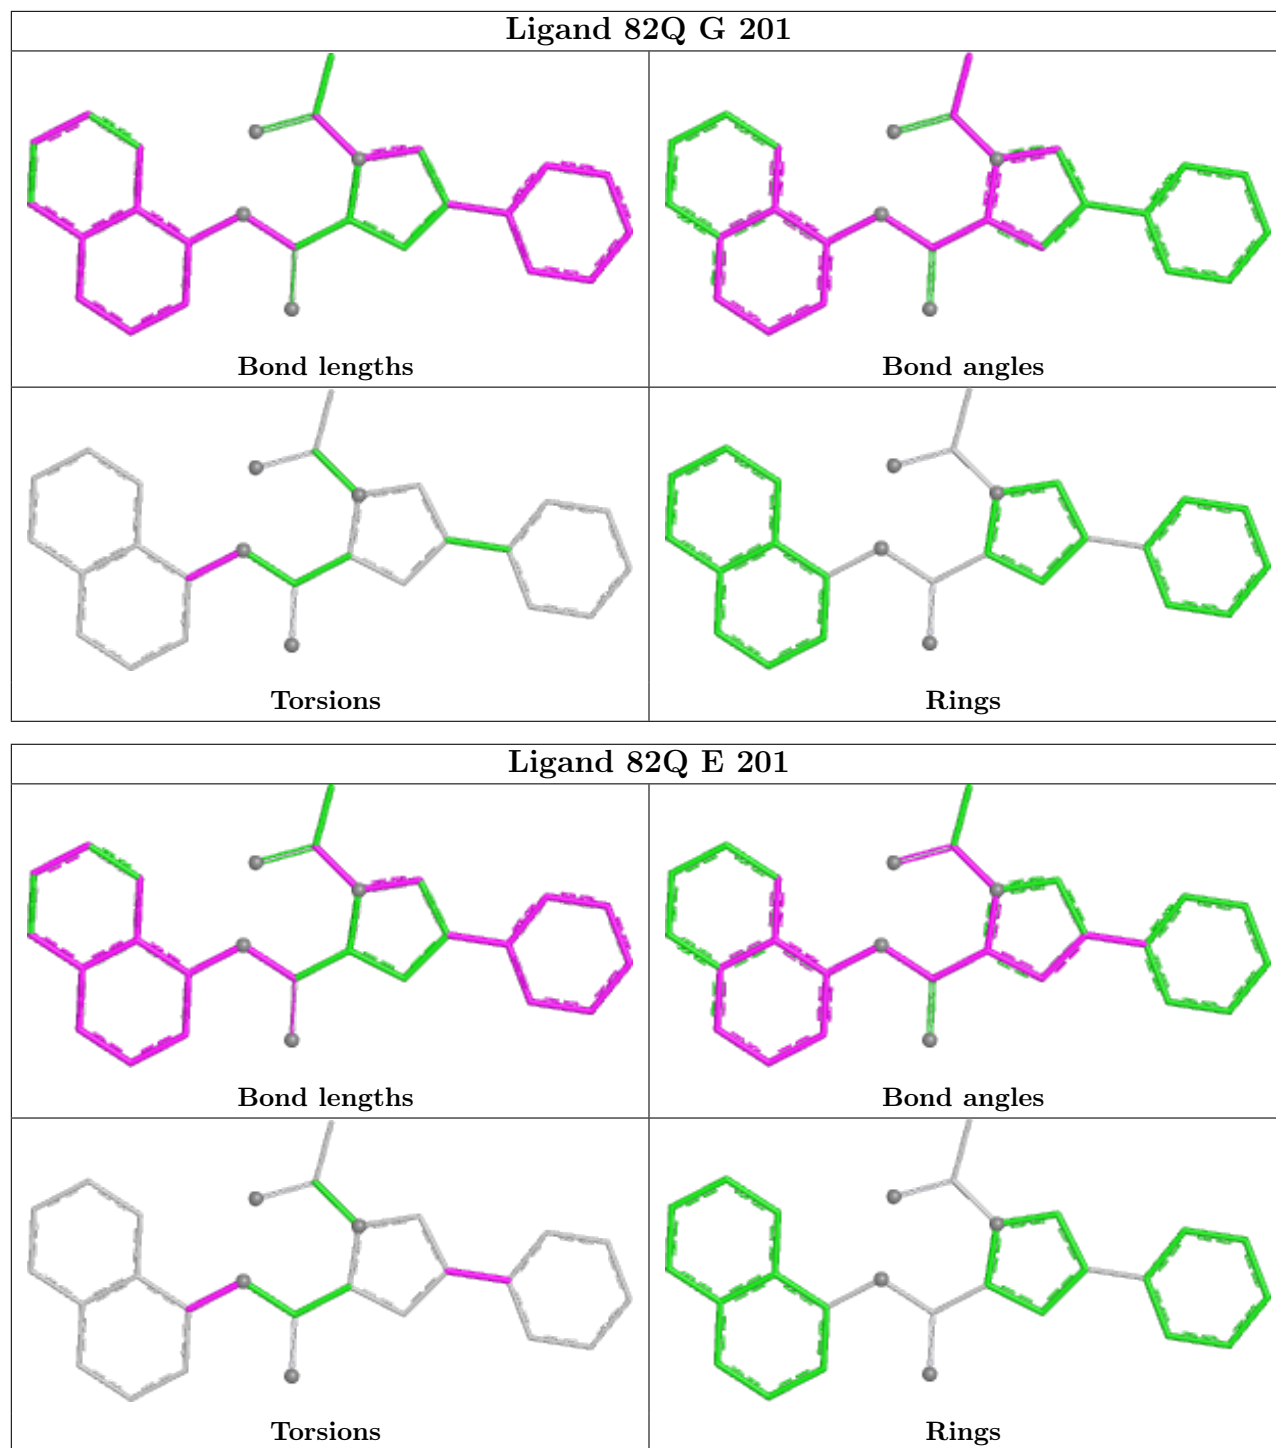 Ligand 82Q G 201
Bond lengths
Bond angles
Torsions
Rings
Ligand 82Q E 201
Bond lengths
Bond angles
Torsions
Rings